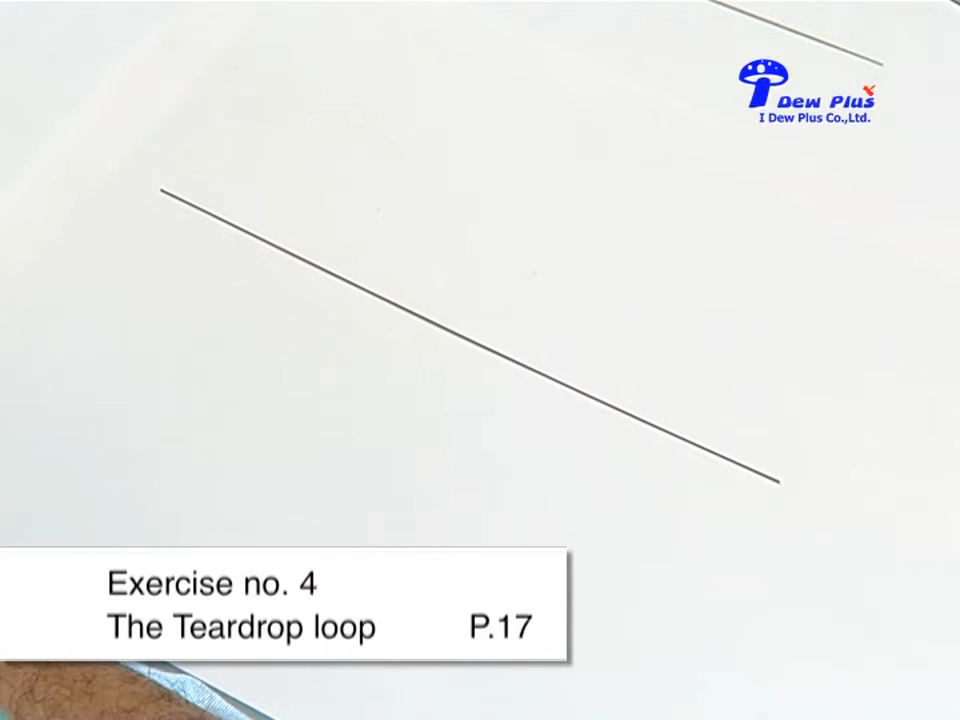 I Dew Plus
I Dew Plus Co.,Ltd.
Exercise no. 4
The Teardrop loop P.17